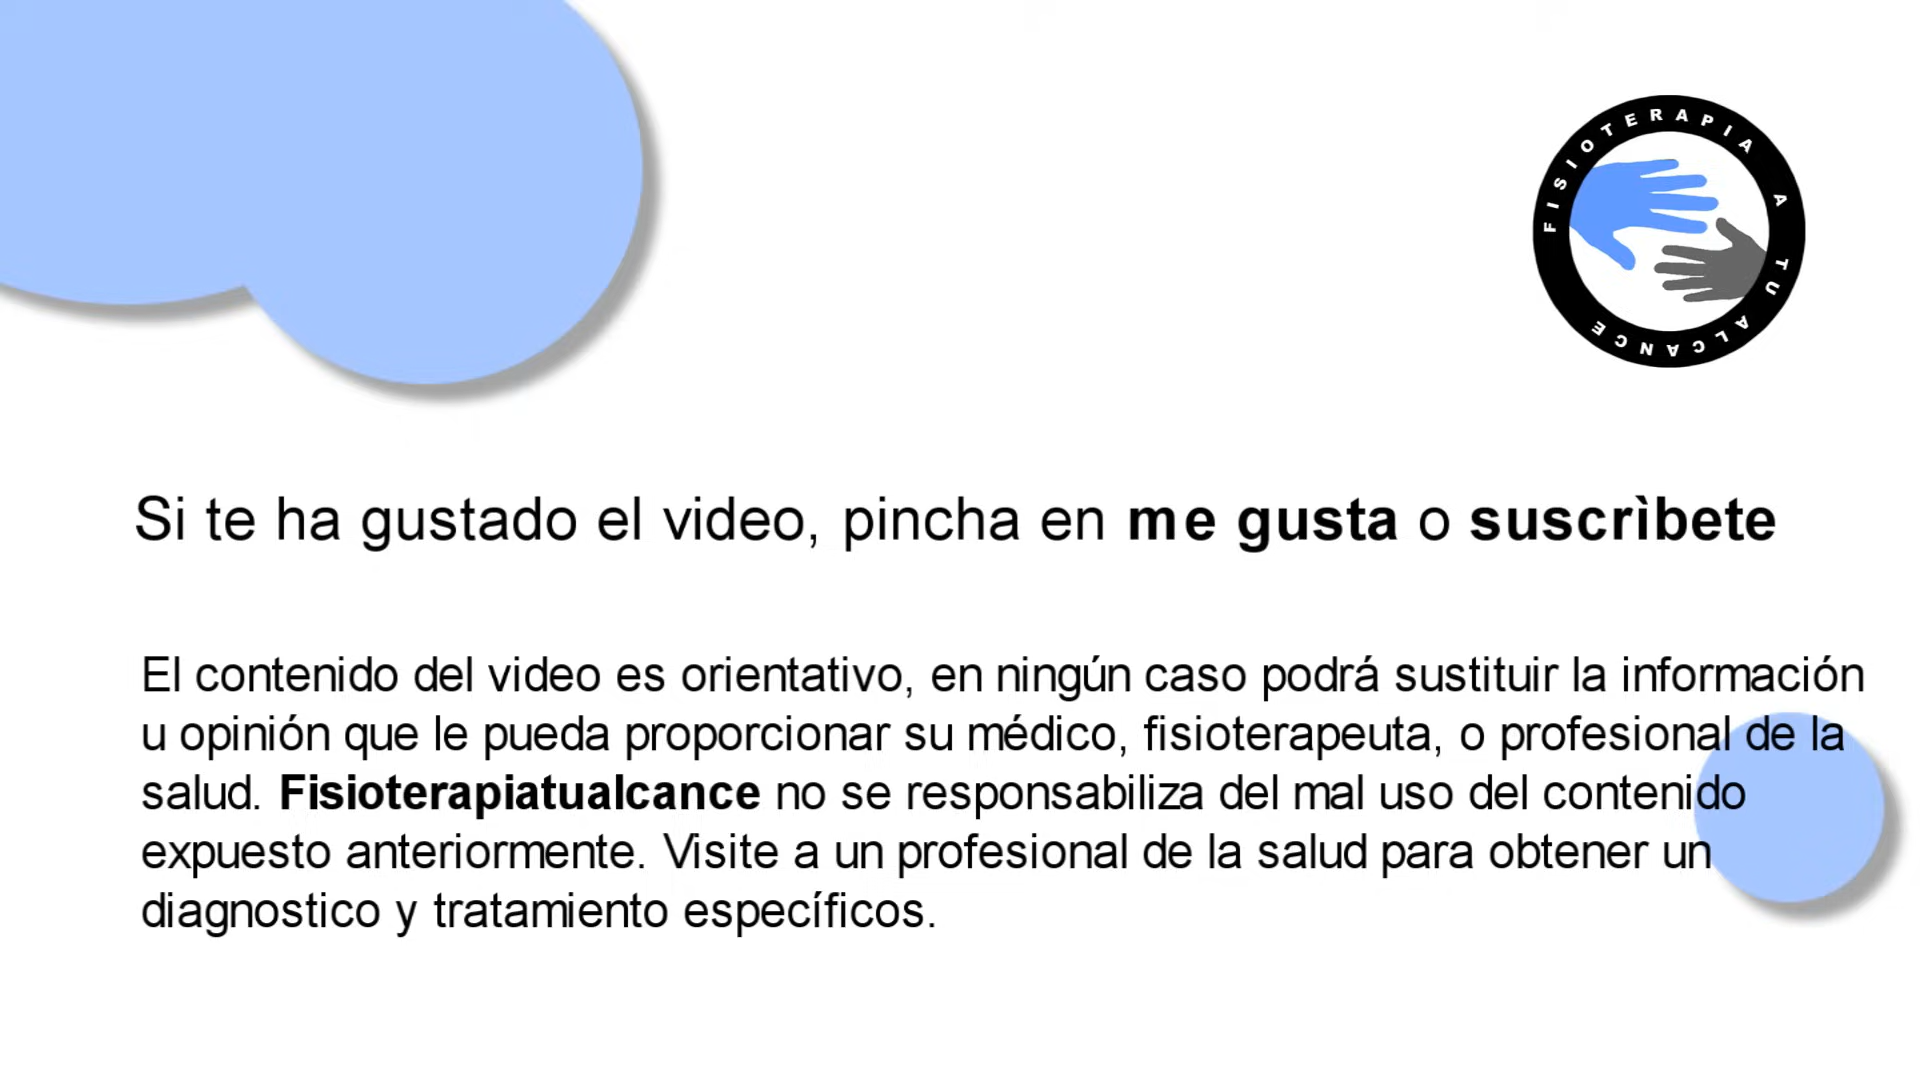 FISIOTERAPIA A TU ALCANCE
Si te ha gustado el video, pincha en me gusta o suscrìbete
El contenido del video es orientativo, en ningún caso podrá sustituir la información
u opinión que le pueda proporcionar su médico, fisioterapeuta, o profesional de la
salud. Fisioterapiatualcance no se responsabiliza del mal uso del contenido
expuesto anteriormente. Visite a un profesional de la salud para obtener un
diagnostico y tratamiento específicos.